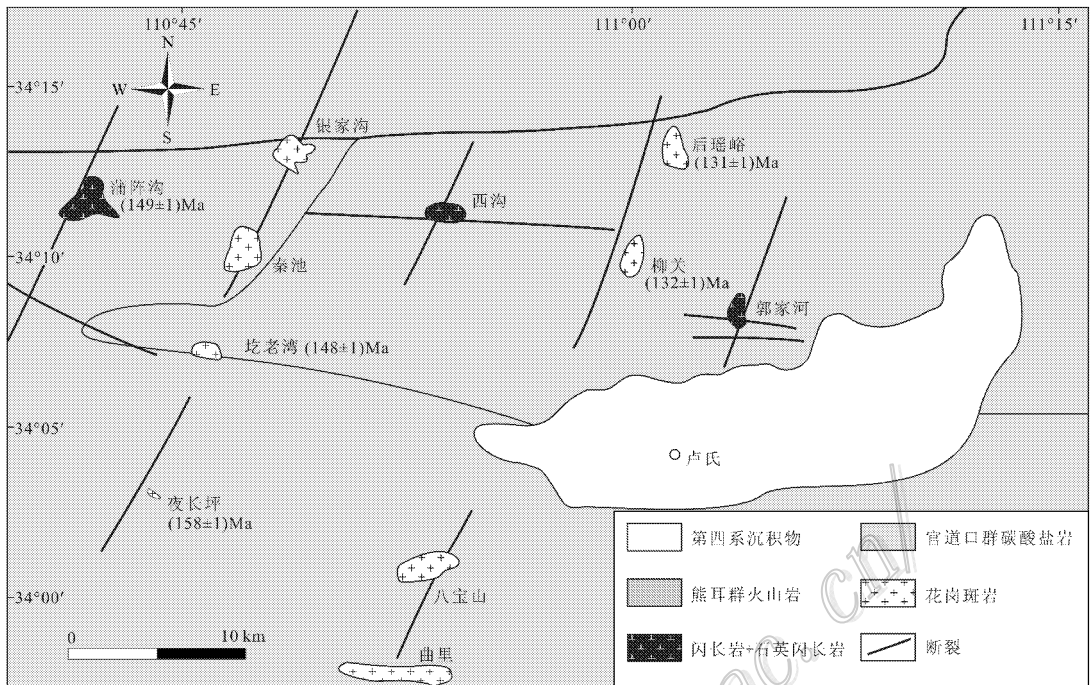 110°45′
111°00′
111°15′
N
W
E
S
34°15′
34°10′
34°05′
34°00′
银家沟
后瑶峪
(131±1)Ma
蒲阵沟
(149±1)Ma
西沟
秦池
柳关
(132±1)Ma
郭家河
圪老湾(148±1)Ma
卢氏
夜长坪
(158±1)Ma
八宝山
曲里
0
10 km
第四系沉积物
官道口群碳酸盐岩
熊耳群火山岩
花岗斑岩
闪长岩+石英闪长岩
断裂